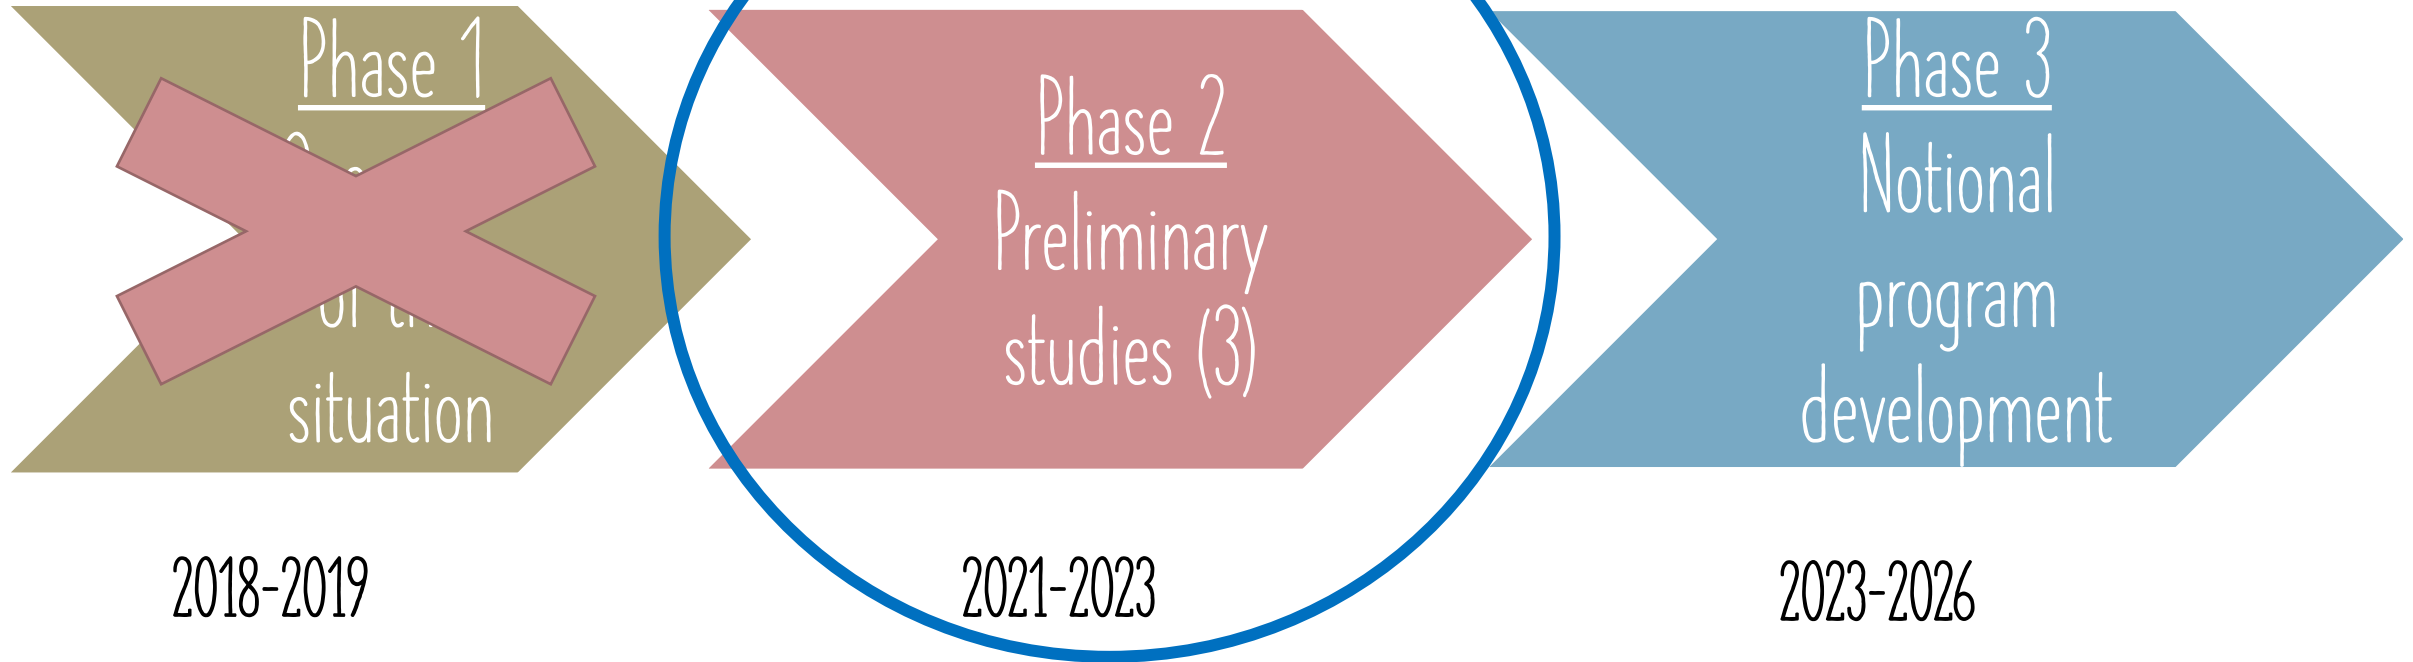 Phase 1
situation
2018-2019
Phase 2
Preliminary
studies (3)
2021-2023
Phase 3
Notional
program
development
2023-2026